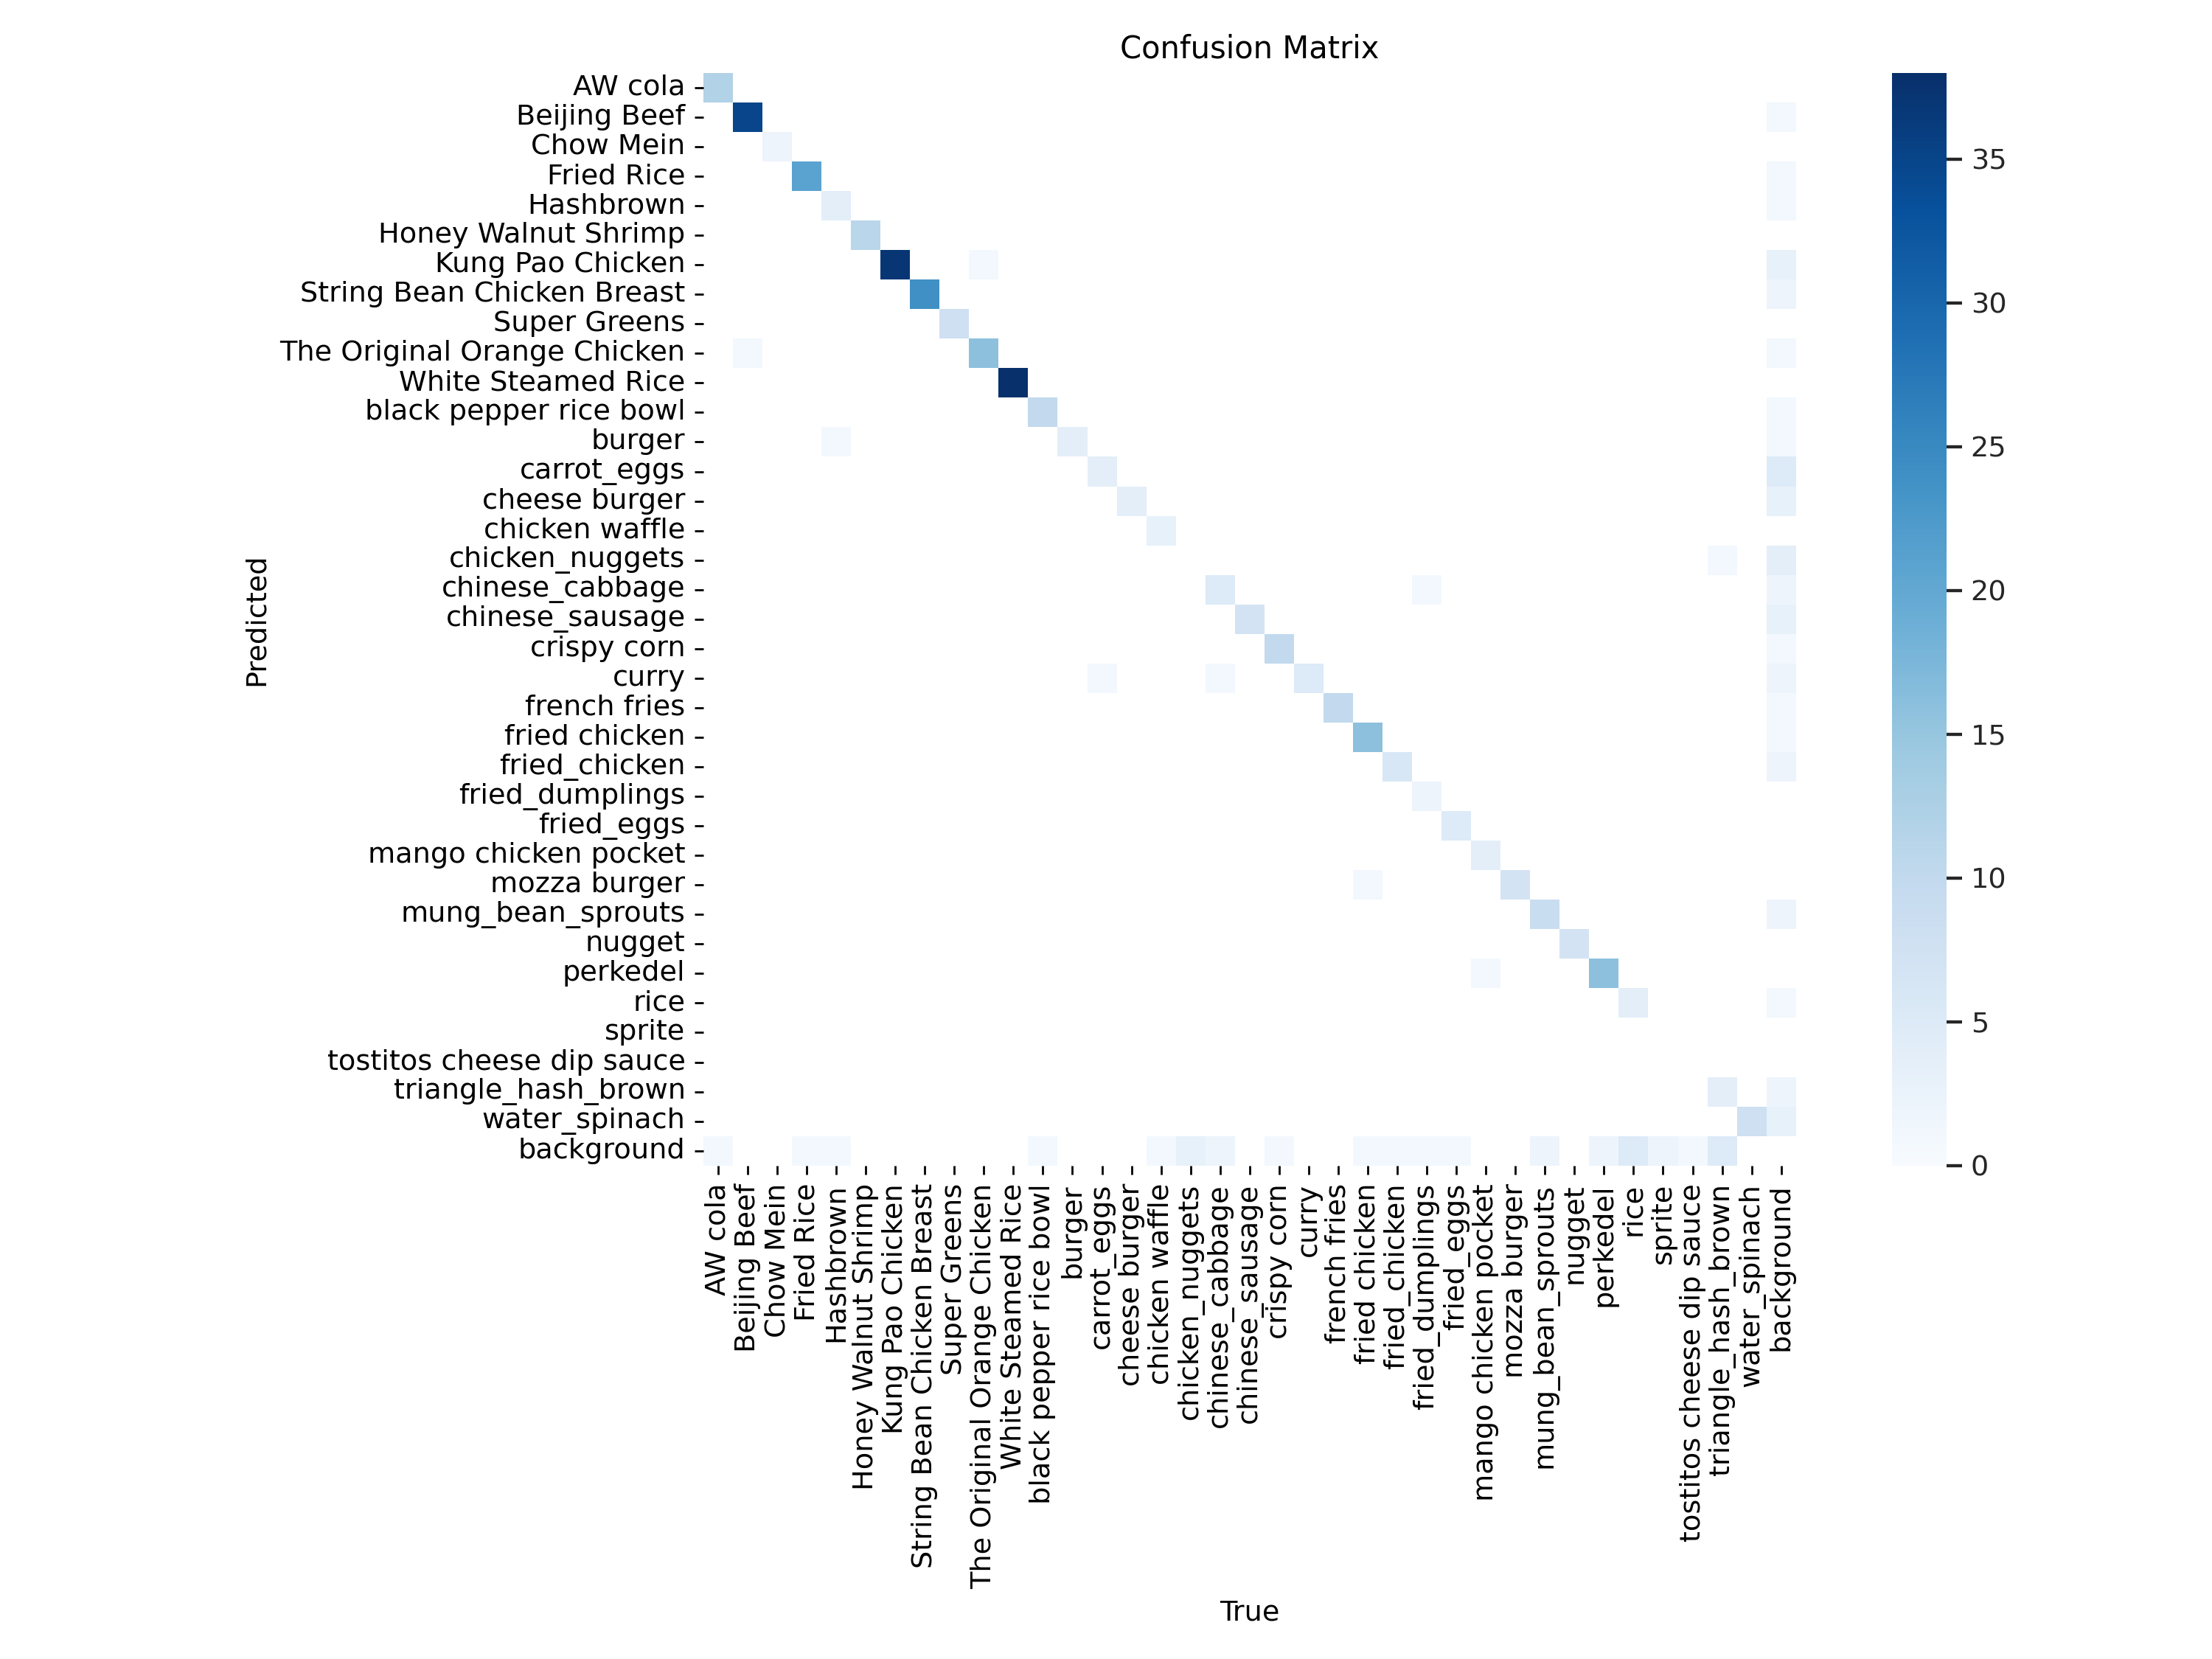 Confusion Matrix
Predicted
AW cola
Beijing Beef
Chow Mein
Fried Rice
Hashbrown
Honey Walnut Shrimp
Kung Pao Chicken
String Bean Chicken Breast
Super Greens
The Original Orange Chicken
White Steamed Rice
black pepper rice bowl
burger
carrot_eggs
cheese burger
chicken waffle
chicken_nuggets
chinese_cabbage
chinese_sausage
crispy corn
curry
french fries
fried chicken
fried_chicken
fried_dumplings
fried_eggs
mango chicken pocket
mozza burger
mung_bean_sprouts
nugget
perkedel
rice
sprite
tostitos cheese dip sauce
triangle_hash_brown
water_spinach
background
AW cola
Beijing Beef
Chow Mein
Fried Rice
Hashbrown
Honey Walnut Shrimp
Kung Pao Chicken
String Bean Chicken Breast
Super Greens
The Original Orange Chicken
White Steamed Rice
black pepper rice bowl
burger
carrot_eggs
cheese burger
chicken waffle
chicken_nuggets
chinese_cabbage
chinese_sausage
crispy corn
curry
french fries
fried chicken
fried_chicken
fried_dumplings
fried_eggs
mango chicken pocket
mozza burger
mung_bean_sprouts
nugget
perkedel
rice
sprite
tostitos cheese dip sauce
triangle_hash_brown
water_spinach
background
True
35
30
25
20
15
10
5
0